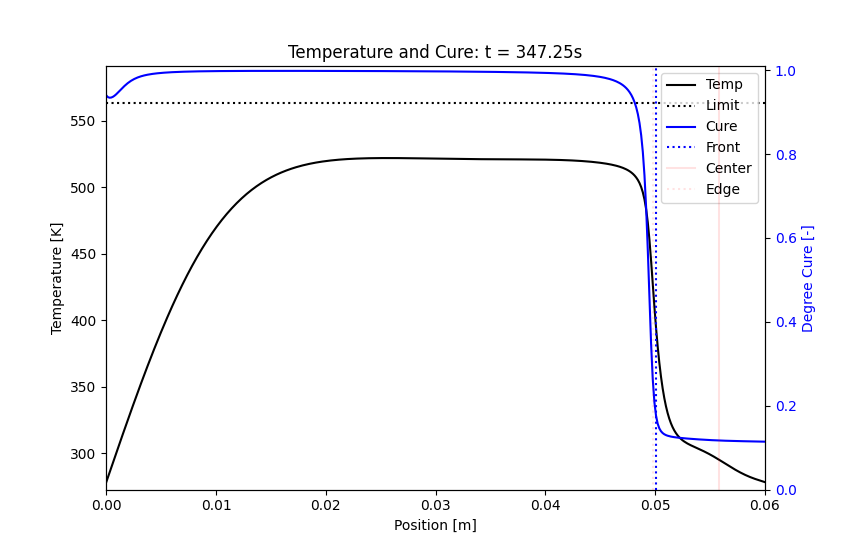 Temperature and Cure: t = 347.25s
Temp
Limit
Cure
Front
Center
Edge
Temperature [K]
550
500
450
400
350
300
1.0
0.8
0.6
0.4
0.2
0.0
Degree Cure [-]
0.00 0.01 0.02 0.03 0.04 0.05 0.06
Position [m]